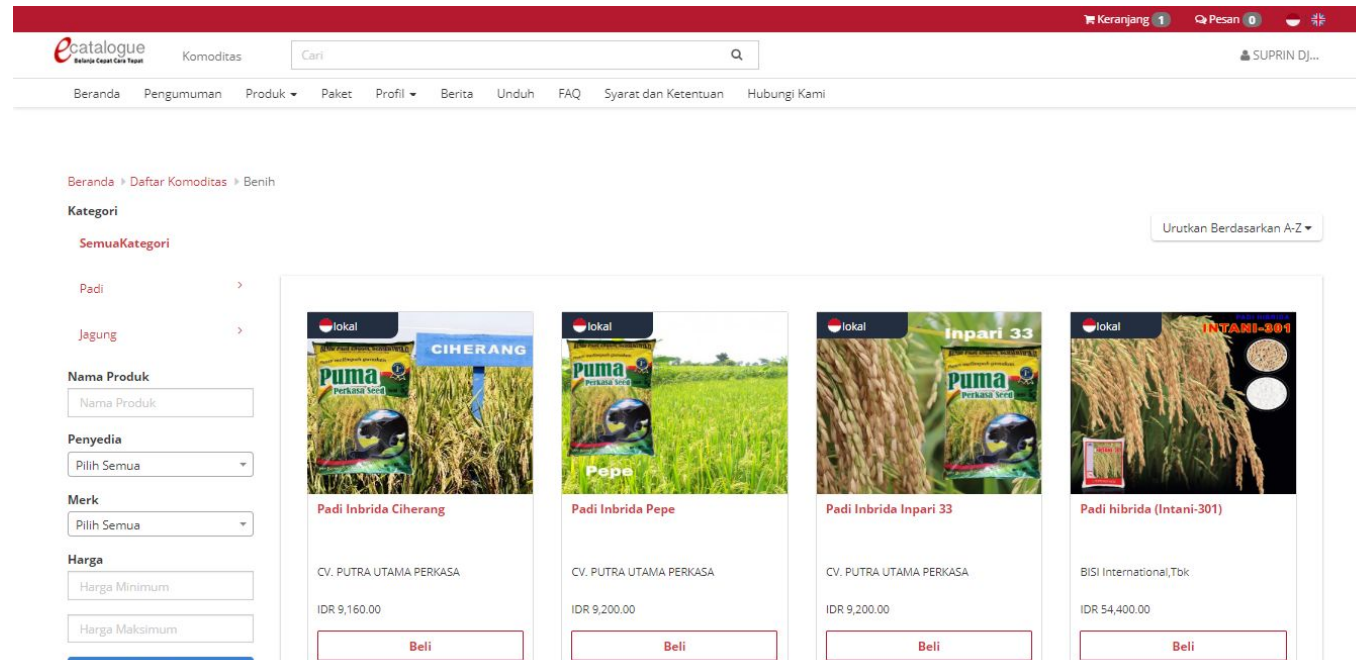 Keranjang 1 Pesan 0
ecatalogue
Belanja Cepat Cara Tepat
Komoditas
Cari
SUPRIN DJ...
Beranda Pengumuman Produk Paket Profil Berita Unduh FAQ Syarat dan Ketentuan Hubungi Kami
Beranda Daftar Komoditas Benih
Kategori
SemuaKategori
Padi
Jagung
Nama Produk
Nama Produk
Penyedia
Pilih Semua
Merk
Pilih Semua
Harga
Harga Minimum
Harga Maksimum
Urutkan Berdasarkan A-Z
lokal
CIHERANG
Puma
Perkasa Seed
Padi Inbrida Ciherang
CV. PUTRA UTAMA PERKASA
IDR 9,160.00
Beli
lokal
Puma
Perkasa Seed
Pepe
Padi Inbrida Pepe
CV. PUTRA UTAMA PERKASA
IDR 9,200.00
Beli
lokal
Inpari 33
Puma
Perkasa Seed
Padi Inbrida Inpari 33
CV. PUTRA UTAMA PERKASA
IDR 9,200.00
Beli
lokal
PADI HIBRIDA
INTANI-301
Padi hibrida (Intani-301)
BISI International,Tbk
IDR 54,400.00
Beli